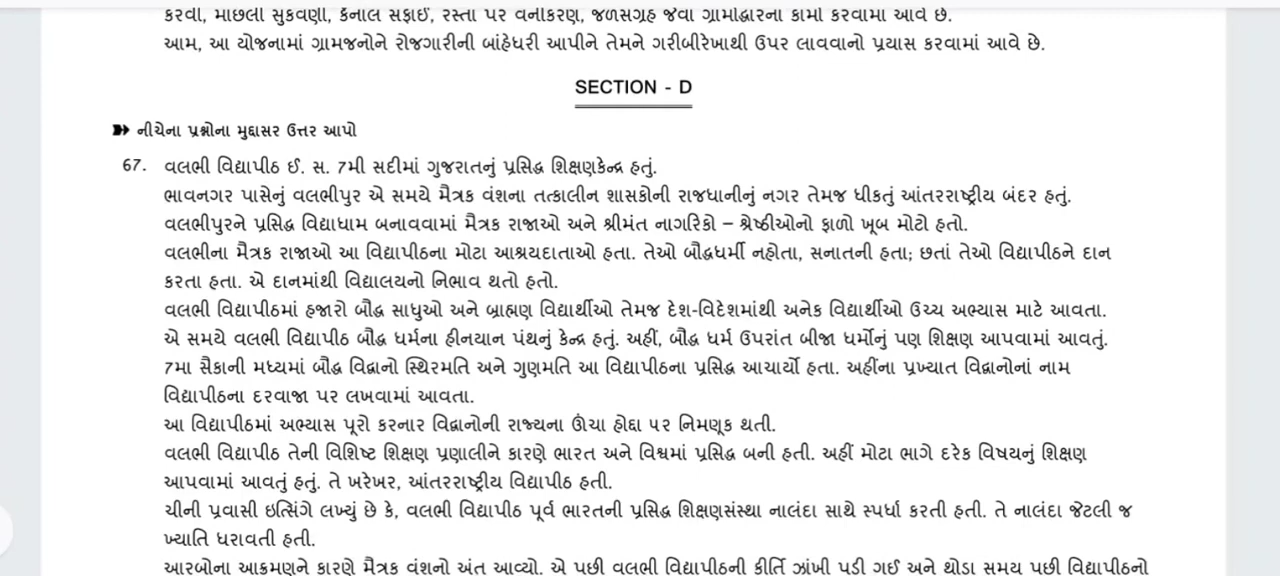 કરવી, માછલી સુકવણી, કેનાલ સફાઈ, રસ્તા પર વનીકરણ, જળસંગ્રહ જેવાં ગ્રામોદ્ધારનાં કામો કરવામાં આવે છે.
આમ, આ યોજનામાં ગ્રામજનોને રોજગારીની બાંહેધરી આપીને તેમને ગરીબીરેખાથી ઉપર લાવવાનો પ્રયાસ કરવામાં આવે છે.
SECTION - D
➽ નીચેના પ્રશ્નોના મુદ્દાસર ઉત્તર આપો
67. વલભી વિદ્યાપીઠ ઈ. સ. 7મી સદીમાં ગુજરાતનું પ્રસિદ્ધ શિક્ષણકેન્દ્ર હતું.
ભાવનગર પાસેનું વલભીપુર એ સમયે મૈત્રક વંશના તત્કાલીન શાસકોની રાજધાનીનું નગર તેમજ ધીકતું આંતરરાષ્ટ્રીય બંદર હતું.
વલભીપુરને પ્રસિદ્ધ વિદ્યાધામ બનાવવામાં મૈત્રક રાજાઓ અને શ્રીમંત નાગરિકો – શ્રેષ્ઠીઓનો ફાળો ખૂબ મોટો હતો.
વલભીના મૈત્રક રાજાઓ આ વિદ્યાપીઠના મોટા આશ્રયદાતાઓ હતા. તેઓ બૌદ્ધધર્મી નહોતા, સનાતની હતા; છતાં તેઓ વિદ્યાપીઠને દાન
કરતા હતા. એ દાનમાંથી વિદ્યાલયનો નિભાવ થતો હતો.
વલભી વિદ્યાપીઠમાં હજારો બૌદ્ધ સાધુઓ અને બ્રાહ્મણ વિદ્યાર્થીઓ તેમજ દેશ-વિદેશમાંથી અનેક વિદ્યાર્થીઓ ઉચ્ચ અભ્યાસ માટે આવતા.
એ સમયે વલભી વિદ્યાપીઠ બૌદ્ધ ધર્મના હીનયાન પંથનું કેન્દ્ર હતું. અહીં, બૌદ્ધ ધર્મ ઉપરાંત બીજા ધર્મોનું પણ શિક્ષણ આપવામાં આવતું.
7મા સૈકાની મધ્યમાં બૌદ્ધ વિદ્વાનો સ્થિરમતિ અને ગુણમતિ આ વિદ્યાપીઠના પ્રસિદ્ધ આચાર્યો હતા. અહીંના પ્રખ્યાત વિદ્વાનોનાં નામ
વિદ્યાપીઠના દરવાજા પર લખવામાં આવતા.
આ વિદ્યાપીઠમાં અભ્યાસ પૂરો કરનાર વિદ્વાનોની રાજ્યના ઊંચા હોદ્દા પર નિમણૂક થતી.
વલભી વિદ્યાપીઠ તેની વિશિષ્ટ શિક્ષણ પ્રણાલીને કારણે ભારત અને વિશ્વમાં પ્રસિદ્ધ બની હતી. અહીં મોટા ભાગે દરેક વિષયનું શિક્ષણ
આપવામાં આવતું હતું. તે ખરેખર, આંતરરાષ્ટ્રીય વિદ્યાપીઠ હતી.
ચીની પ્રવાસી ઇત્સિંગે લખ્યું છે કે, વલભી વિદ્યાપીઠ પૂર્વ ભારતની પ્રસિદ્ધ શિક્ષણસંસ્થા નાલંદા સાથે સ્પર્ધા કરતી હતી. તે નાલંદા જેટલી જ
ખ્યાતિ ધરાવતી હતી.
આરબોના આક્રમણને કારણે મૈત્રક વંશનો અંત આવ્યો. એ પછી વલભી વિદ્યાપીઠની કીર્તિ ઝાંખી પડી ગઈ અને થોડા સમય પછી વિદ્યાપીઠનો